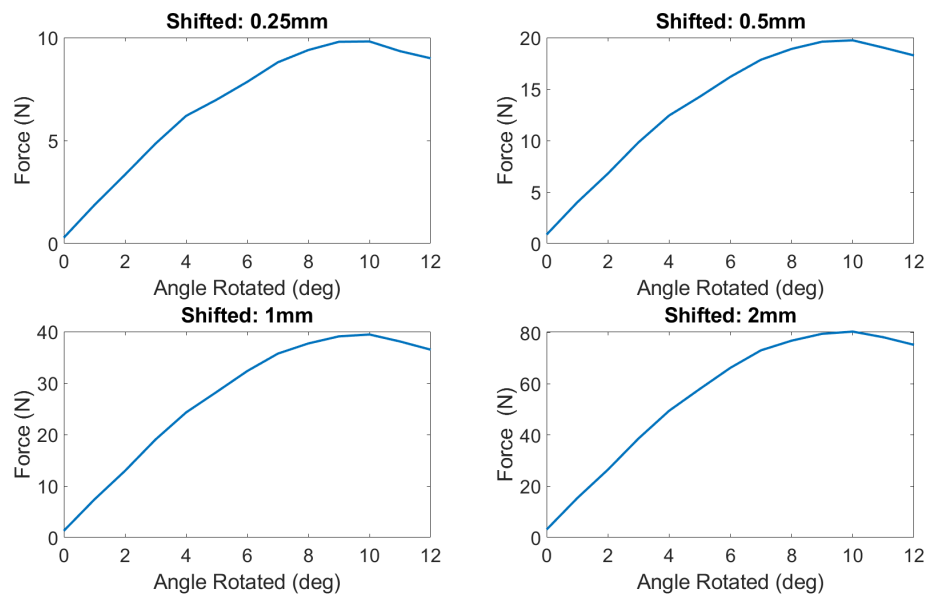 Shifted: 0.25mm
10
5
0
Force (N)
0 2 4 6 8 10 12
Angle Rotated (deg)
Shifted: 0.5mm
20
15
10
5
0
Force (N)
0 2 4 6 8 10 12
Angle Rotated (deg)
Shifted: 1mm
40
30
20
10
0
Force (N)
0 2 4 6 8 10 12
Angle Rotated (deg)
Shifted: 2mm
80
60
40
20
0
Force (N)
0 2 4 6 8 10 12
Angle Rotated (deg)